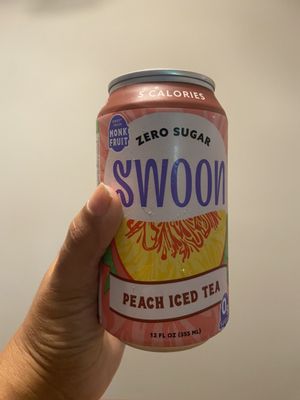 5 CALORIES
MONK
FRUIT
ZERO SUGAR
SWOON
PEACH ICED TEA
12 FL OZ (355 ML)